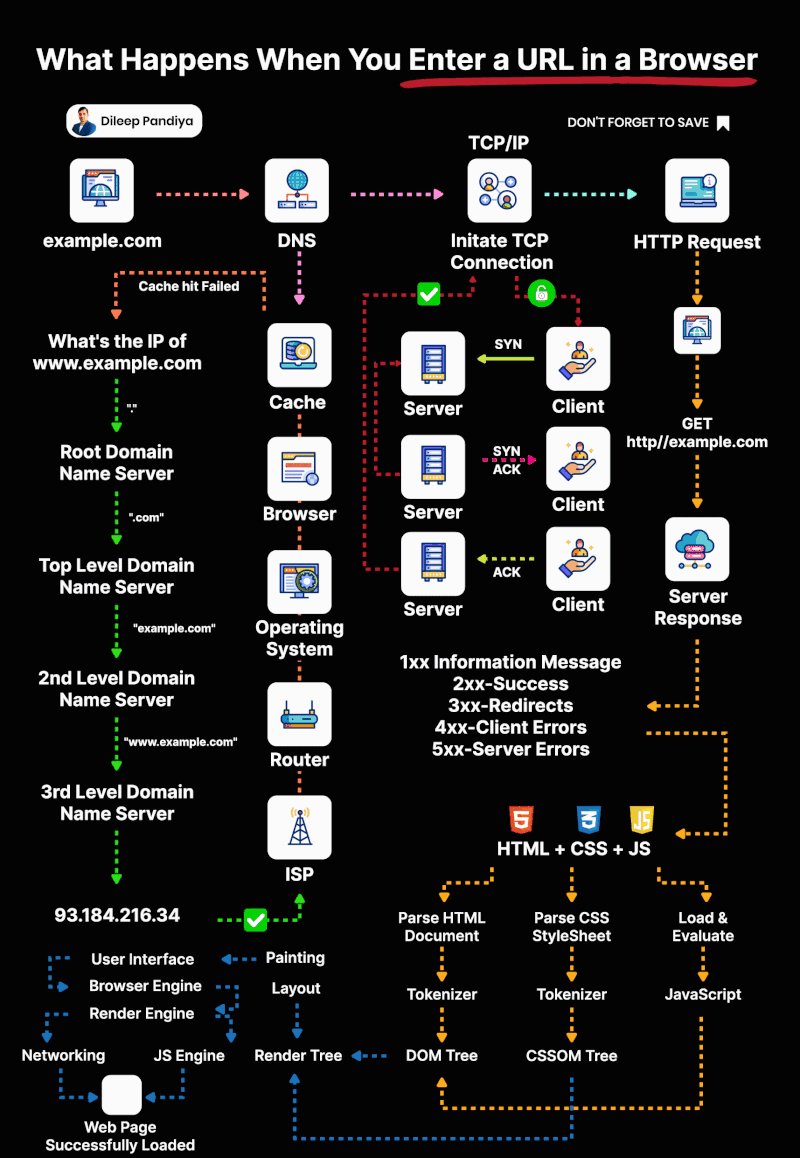 What Happens When You Enter a URL in a Browser
Dileep Pandiya
DON'T FORGET TO SAVE
TCP/IP
example.com
DNS
Initate TCP
Connection
HTTP Request
Cache hit Failed
What's the IP of
www.example.com
"."
Root Domain
Name Server
".com"
Top Level Domain
Name Server
"example.com"
2nd Level Domain
Name Server
"www.example.com"
3rd Level Domain
Name Server
93.184.216.34
Cache
Browser
Operating
System
Router
ISP
SYN
Server
Client
SYN
ACK
Server
Client
ACK
Server
Client
GET
http//example.com
Server
Response
1xx Information Message
2xx-Success
3xx-Redirects
4xx-Client Errors
5xx-Server Errors
5
3
JS
HTML + CSS + JS
Parse HTML
Document
Parse CSS
StyleSheet
Load &
Evaluate
Tokenizer
Tokenizer
JavaScript
DOM Tree
CSSOM Tree
User Interface
Painting
Browser Engine
Layout
Render Engine
Networking
JS Engine
Render Tree
Web Page
Successfully Loaded